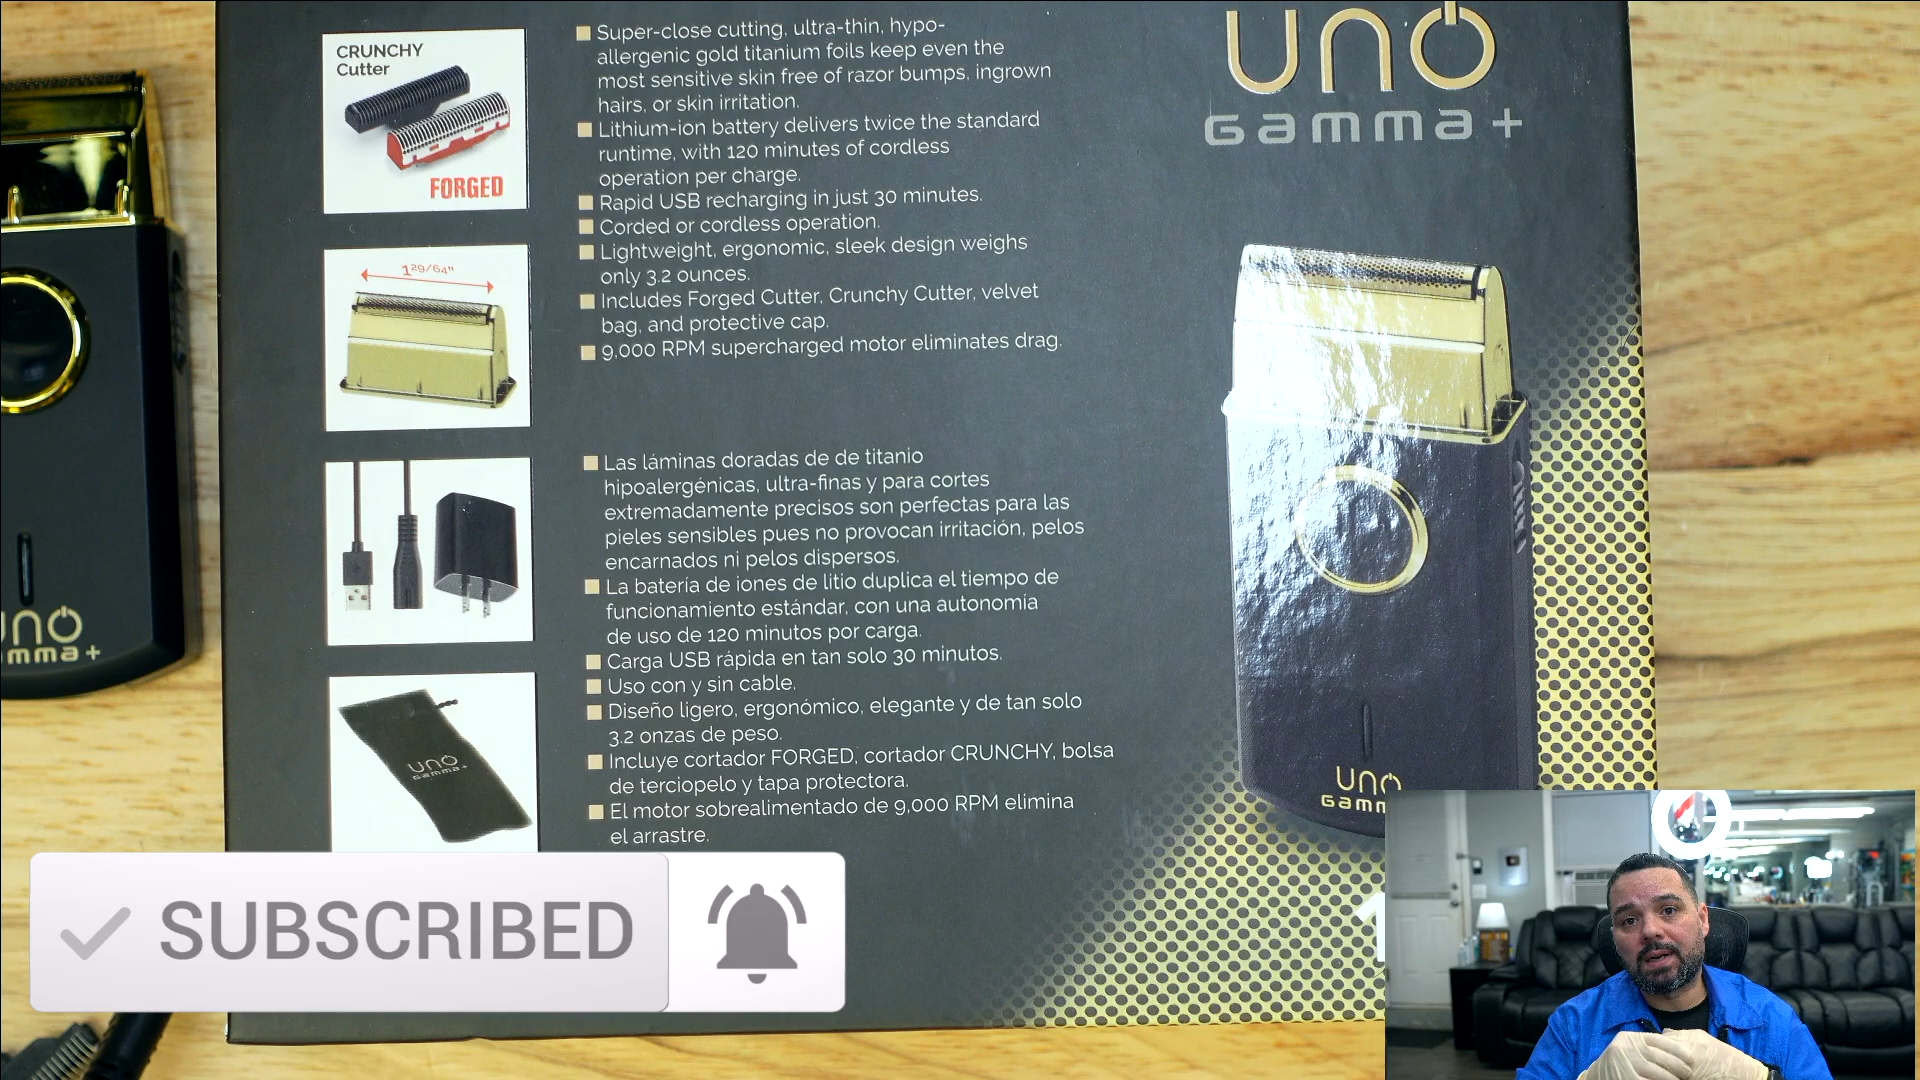 CRUNCHY
Cutter
FORGED
1 29/64"
UNO
Gamma+
Super-close cutting, ultra-thin, hypo-
allergenic gold titanium foils keep even the
most sensitive skin free of razor bumps, ingrown
hairs, or skin irritation.
Lithium-ion battery delivers twice the standard
runtime, with 120 minutes of cordless
operation per charge.
Rapid USB recharging in just 30 minutes.
Corded or cordless operation.
Lightweight, ergonomic, sleek design weighs
only 3.2 ounces.
Includes Forged Cutter, Crunchy Cutter, velvet
bag, and protective cap.
9,000 RPM supercharged motor eliminates drag.
Las láminas doradas de de titanio
hipoalergénicas, ultra-finas y para cortes
extremadamente precisos son perfectas para las
pieles sensibles pues no provocan irritación, pelos
encarnados ni pelos dispersos.
La batería de iones de litio duplica el tiempo de
funcionamiento estándar, con una autonomía
de uso de 120 minutos por carga.
Carga USB rápida en tan solo 30 minutos.
Uso con y sin cable.
Diseño ligero, ergonómico, elegante y de tan solo
3.2 onzas de peso.
Incluye cortador FORGED, cortador CRUNCHY, bolsa
de terciopelo y tapa protectora.
El motor sobrealimentado de 9,000 RPM elimina
el arrastre.
UNO
Gamma+
UNO
Gamm
UNO
mma+
SUBSCRIBED